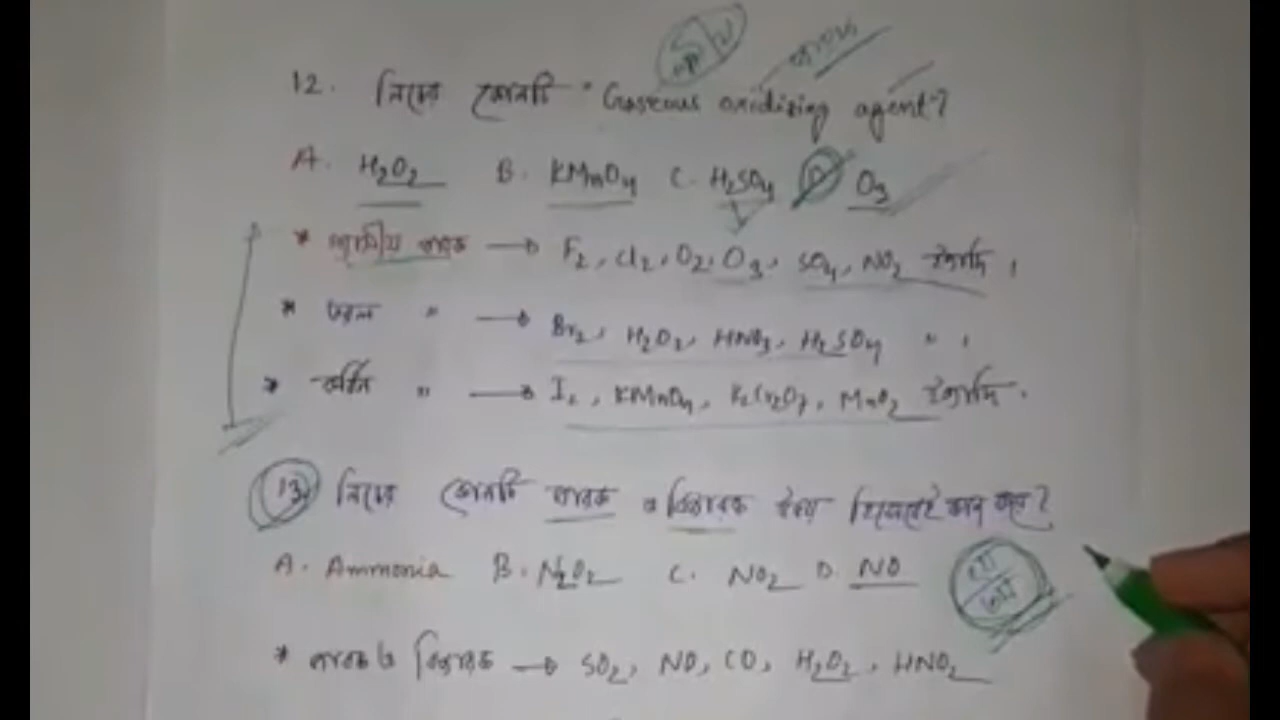 12. নিচের কোনটি "Gaseous oxidizing agent?
A. H₂O₂ B. KMnO₄ C. H₂SO₄ D O₃
* গ্যাসীয় জারক → F₂, Cl₂, O₂, O₃, SO₄, NO₂ ইত্যাদি,
* তরল " → Br₂, H₂O₂, HNO₃, H₂SO₄ " ,
* কঠিন " → I₂, KMnO₄, K₂Cr₂O₇, MnO₂ ইত্যাদি.
13. নিচের কোনটি জারক ও বিজারক উভয় হিসেবেই কাজ করে?
A. Ammonia B. N₂O₂ C. NO₂ D. NO
* জারক ও বিজারক → SO₂, NO, CO, H₂O₂, HNO₂